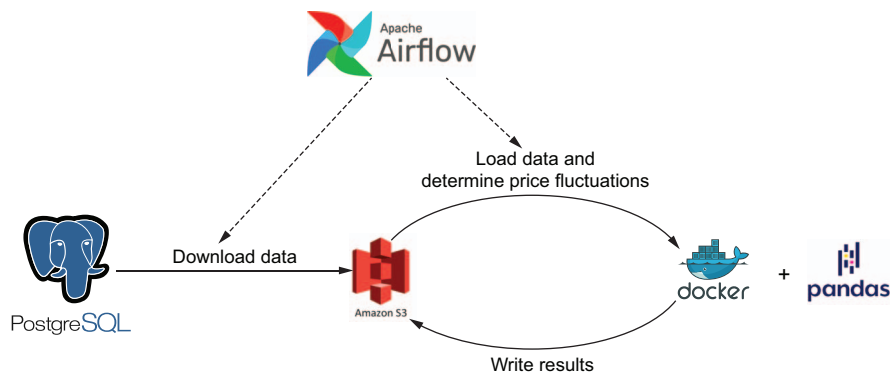 Apache
Airflow
Load data and
determine price fluctuations
Download data
PostgreSQL
Amazon S3
docker
+
pandas
Write results